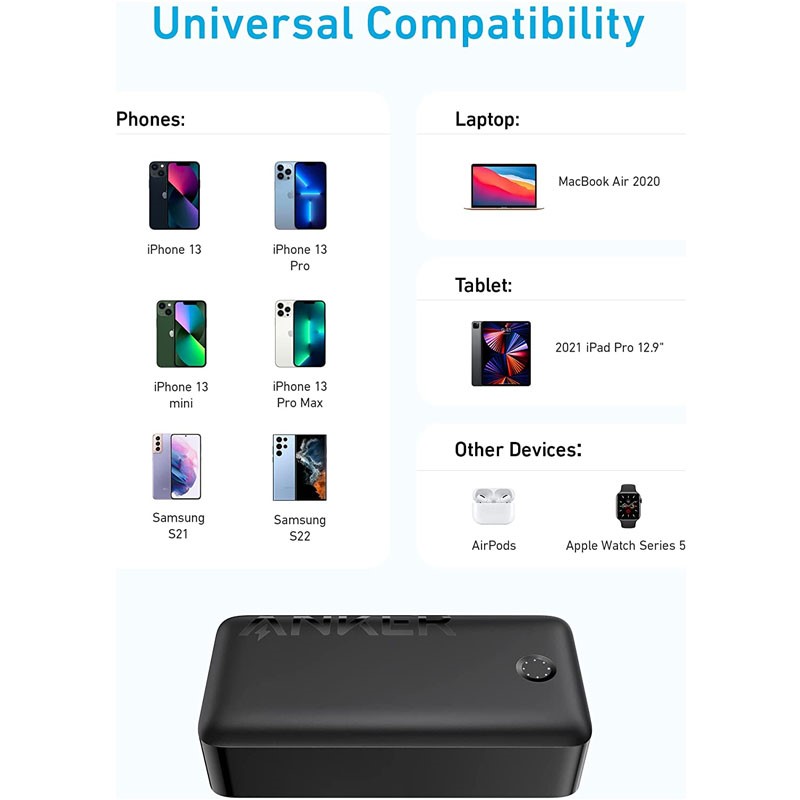 Universal Compatibility
Phones:
iPhone 13
iPhone 13
Pro
iPhone 13
mini
iPhone 13
Pro Max
Samsung
S21
Samsung
S22
Laptop:
MacBook Air 2020
Tablet:
2021 iPad Pro 12.9"
Other Devices:
AirPods
Apple Watch Series 5
ANKER